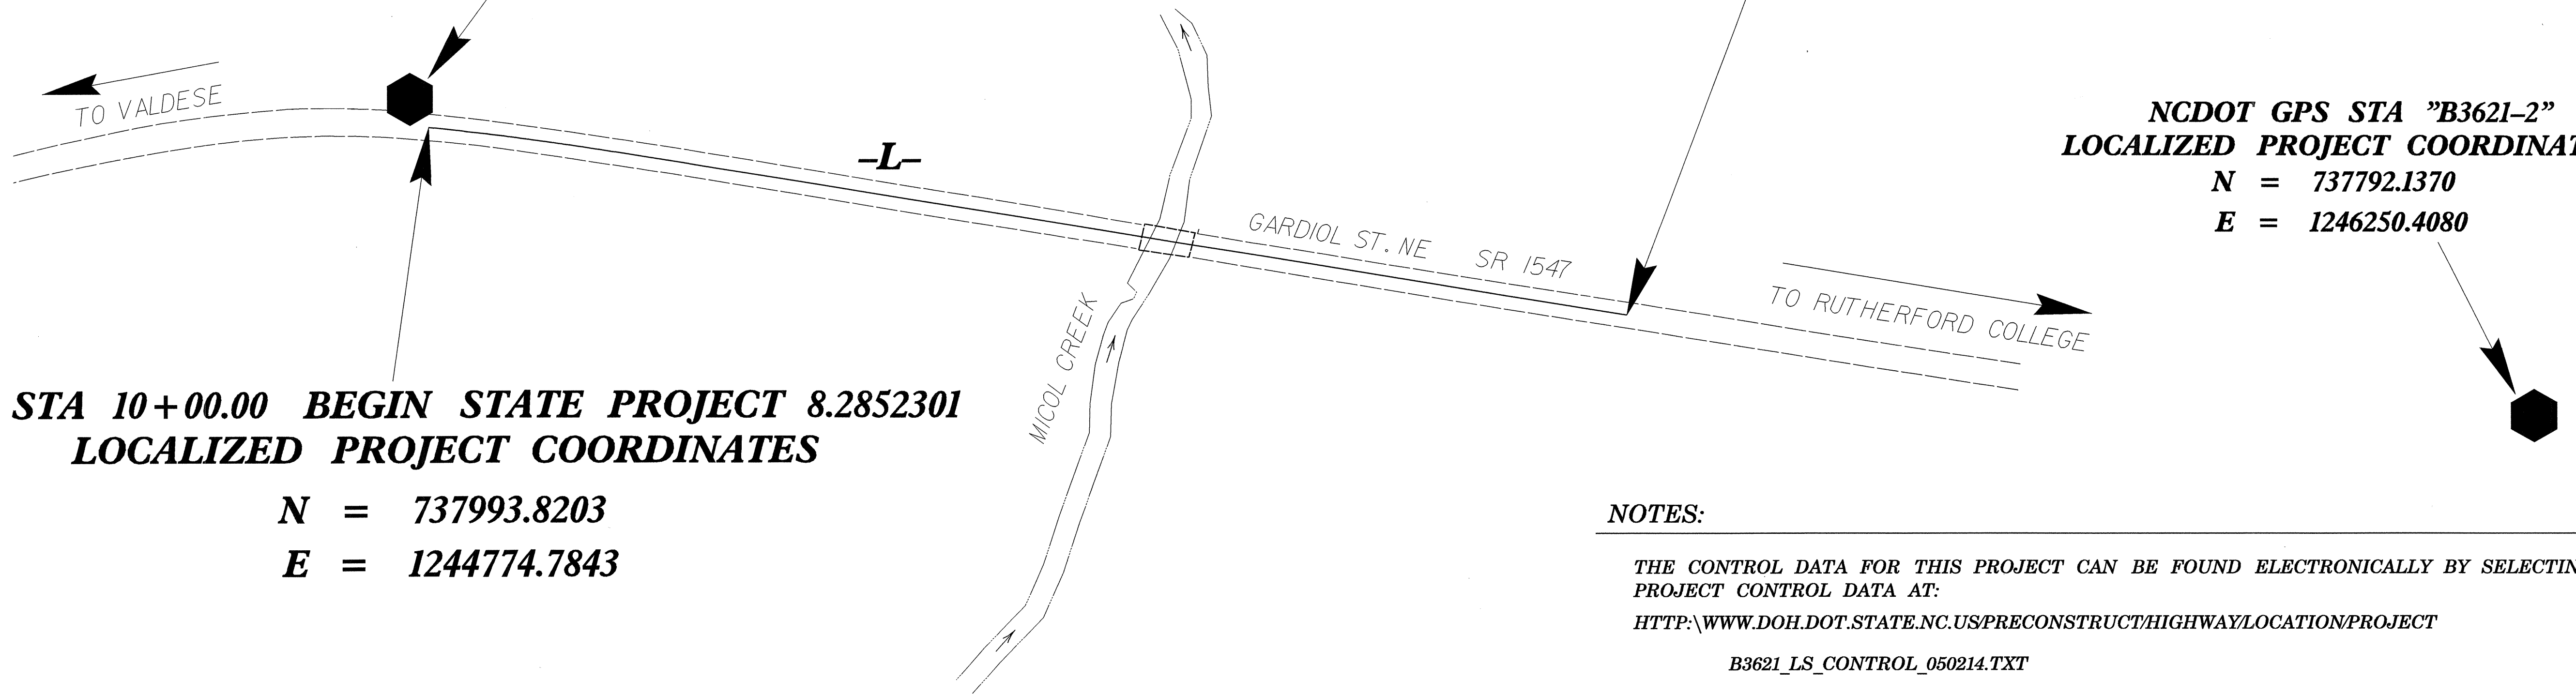 TO VALDESE
–L–
NCDOT GPS STA ”B3621–2”
LOCALIZED PROJECT COORDINAT
N = 737792.1370
E = 1246250.4080
GARDIOL ST. NE SR 1547
TO RUTHERFORD COLLEGE
MICOL CREEK
STA 10+00.00 BEGIN STATE PROJECT 8.2852301
LOCALIZED PROJECT COORDINATES
N = 737993.8203
E = 1244774.7843
NOTES:
THE CONTROL DATA FOR THIS PROJECT CAN BE FOUND ELECTRONICALLY BY SELECTIN
PROJECT CONTROL DATA AT:
HTTP:\WWW.DOH.DOT.STATE.NC.US/PRECONSTRUCT/HIGHWAY/LOCATION/PROJECT
B3621_LS_CONTROL_050214.TXT